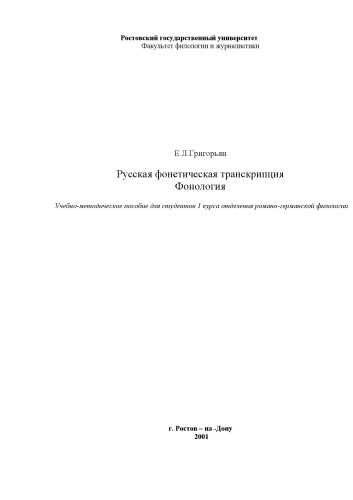 Ростовский государственный университет
Факультет филологии и журналистики
Е.Л.Григорьян
Русская фонетическая транскрипция
Фонология
Учебно-методическое пособие для студентов 1 курса отделения романо-германской филологии
г. Ростов – на -Дону
2001